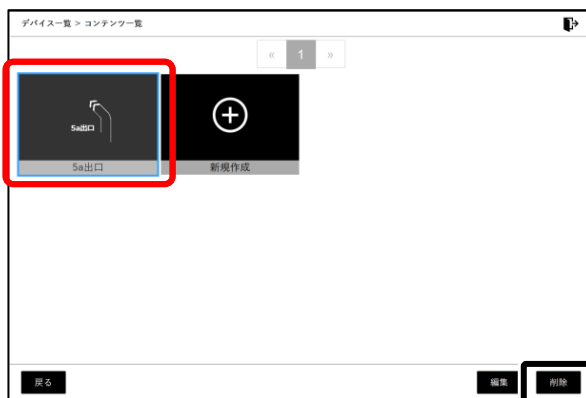 デバイス一覧 > コンテンツ一覧
« 1 »
5a出口
5a出口
新規作成
戻る
編集
削除